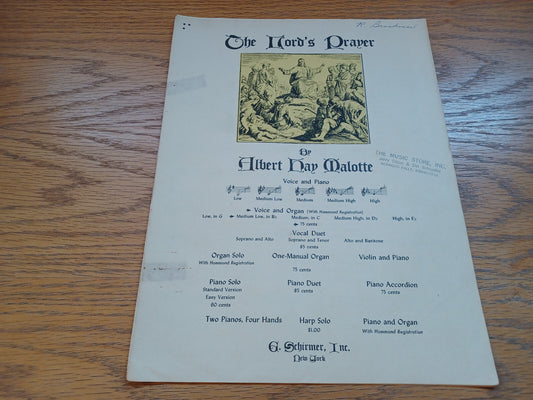 The Lord's Prayer
By
Albert Hay Malotte
THE MUSIC STORE, INC.
Voice and Piano
Low Medium Low Medium Medium High High
Voice and Organ (With Hammond Registration)
Low, in G Medium Low, in B♭ Medium, in C Medium High, in D♭ High, in E♭
75 cents
Vocal Duet
Soprano and Alto Soprano and Tenor Alto and Baritone
85 cents
Organ Solo One-Manual Organ Violin and Piano
With Hammond Registration
75 cents
Piano Solo Piano Duet Piano Accordion
Standard Version 85 cents 75 cents
Easy Version
60 cents
Two Pianos, Four Hands Harp Solo Piano and Organ
$1.00 With Hammond Registration
G. Schirmer, Inc.
New York